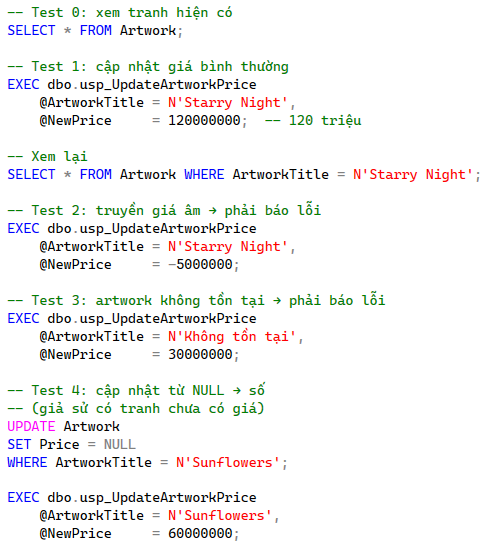 -- Test 0: xem tranh hiện có
SELECT * FROM Artwork;
-- Test 1: cập nhật giá bình thường
EXEC dbo.usp_UpdateArtworkPrice
@ArtworkTitle = N'Starry Night',
@NewPrice = 120000000; -- 120 triệu
-- Xem lại
SELECT * FROM Artwork WHERE ArtworkTitle = N'Starry Night';
-- Test 2: truyền giá âm → phải báo lỗi
EXEC dbo.usp_UpdateArtworkPrice
@ArtworkTitle = N'Starry Night',
@NewPrice = -5000000;
-- Test 3: artwork không tồn tại → phải báo lỗi
EXEC dbo.usp_UpdateArtworkPrice
@ArtworkTitle = N'Không tồn tại',
@NewPrice = 30000000;
-- Test 4: cập nhật từ NULL → số
-- (giả sử có tranh chưa có giá)
UPDATE Artwork
SET Price = NULL
WHERE ArtworkTitle = N'Sunflowers';
EXEC dbo.usp_UpdateArtworkPrice
@ArtworkTitle = N'Sunflowers',
@NewPrice = 60000000;